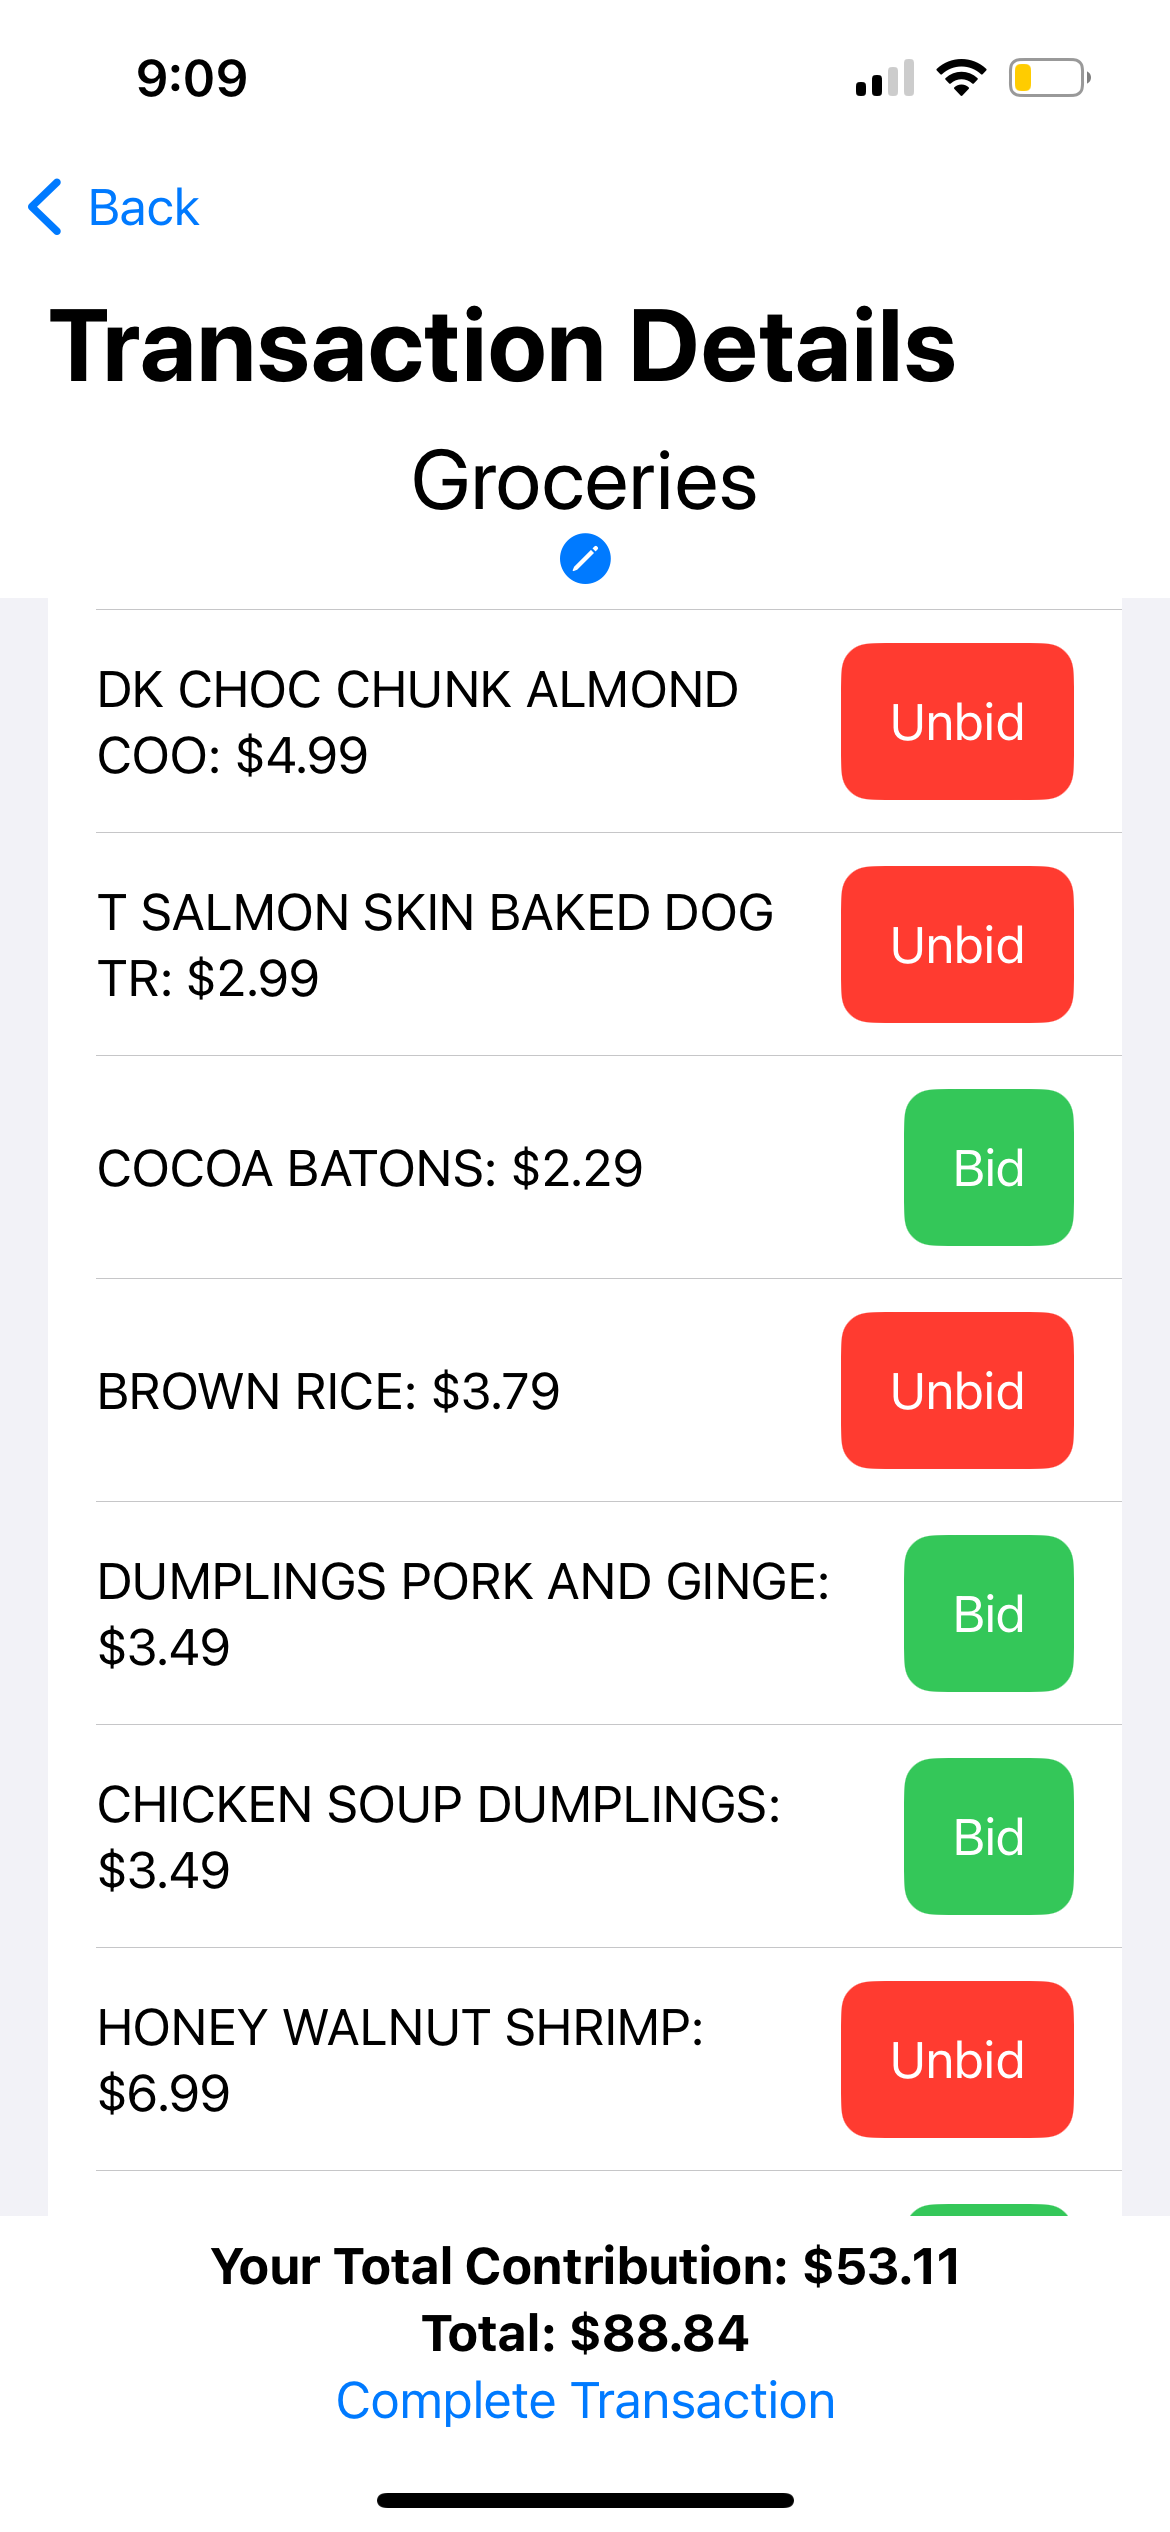 9:09
Back
Transaction Details
Groceries
DK CHOC CHUNK ALMOND
COO: $4.99
Unbid
T SALMON SKIN BAKED DOG
TR: $2.99
Unbid
COCOA BATONS: $2.29
Bid
BROWN RICE: $3.79
Unbid
DUMPLINGS PORK AND GINGE:
$3.49
Bid
CHICKEN SOUP DUMPLINGS:
$3.49
Bid
HONEY WALNUT SHRIMP:
$6.99
Unbid
Your Total Contribution: $53.11
Total: $88.84
Complete Transaction